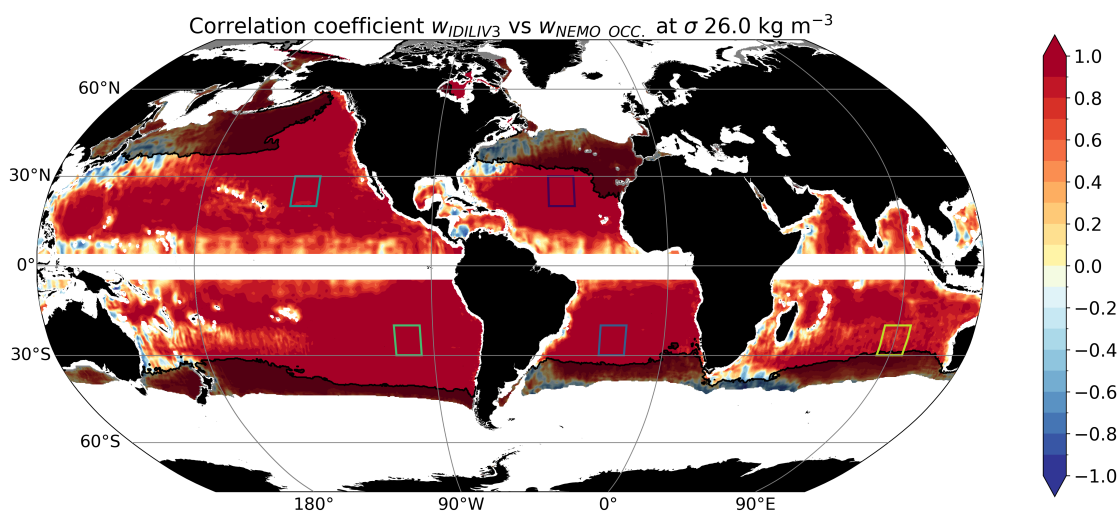 Correlation coefficient w_IDILIV3 vs w_NEMO OCC. at σ 26.0 kg m⁻³
60°N
30°N
0°
30°S
60°S
180°
90°W
0°
90°E
1.0
0.8
0.6
0.4
0.2
0.0
−0.2
−0.4
−0.6
−0.8
−1.0